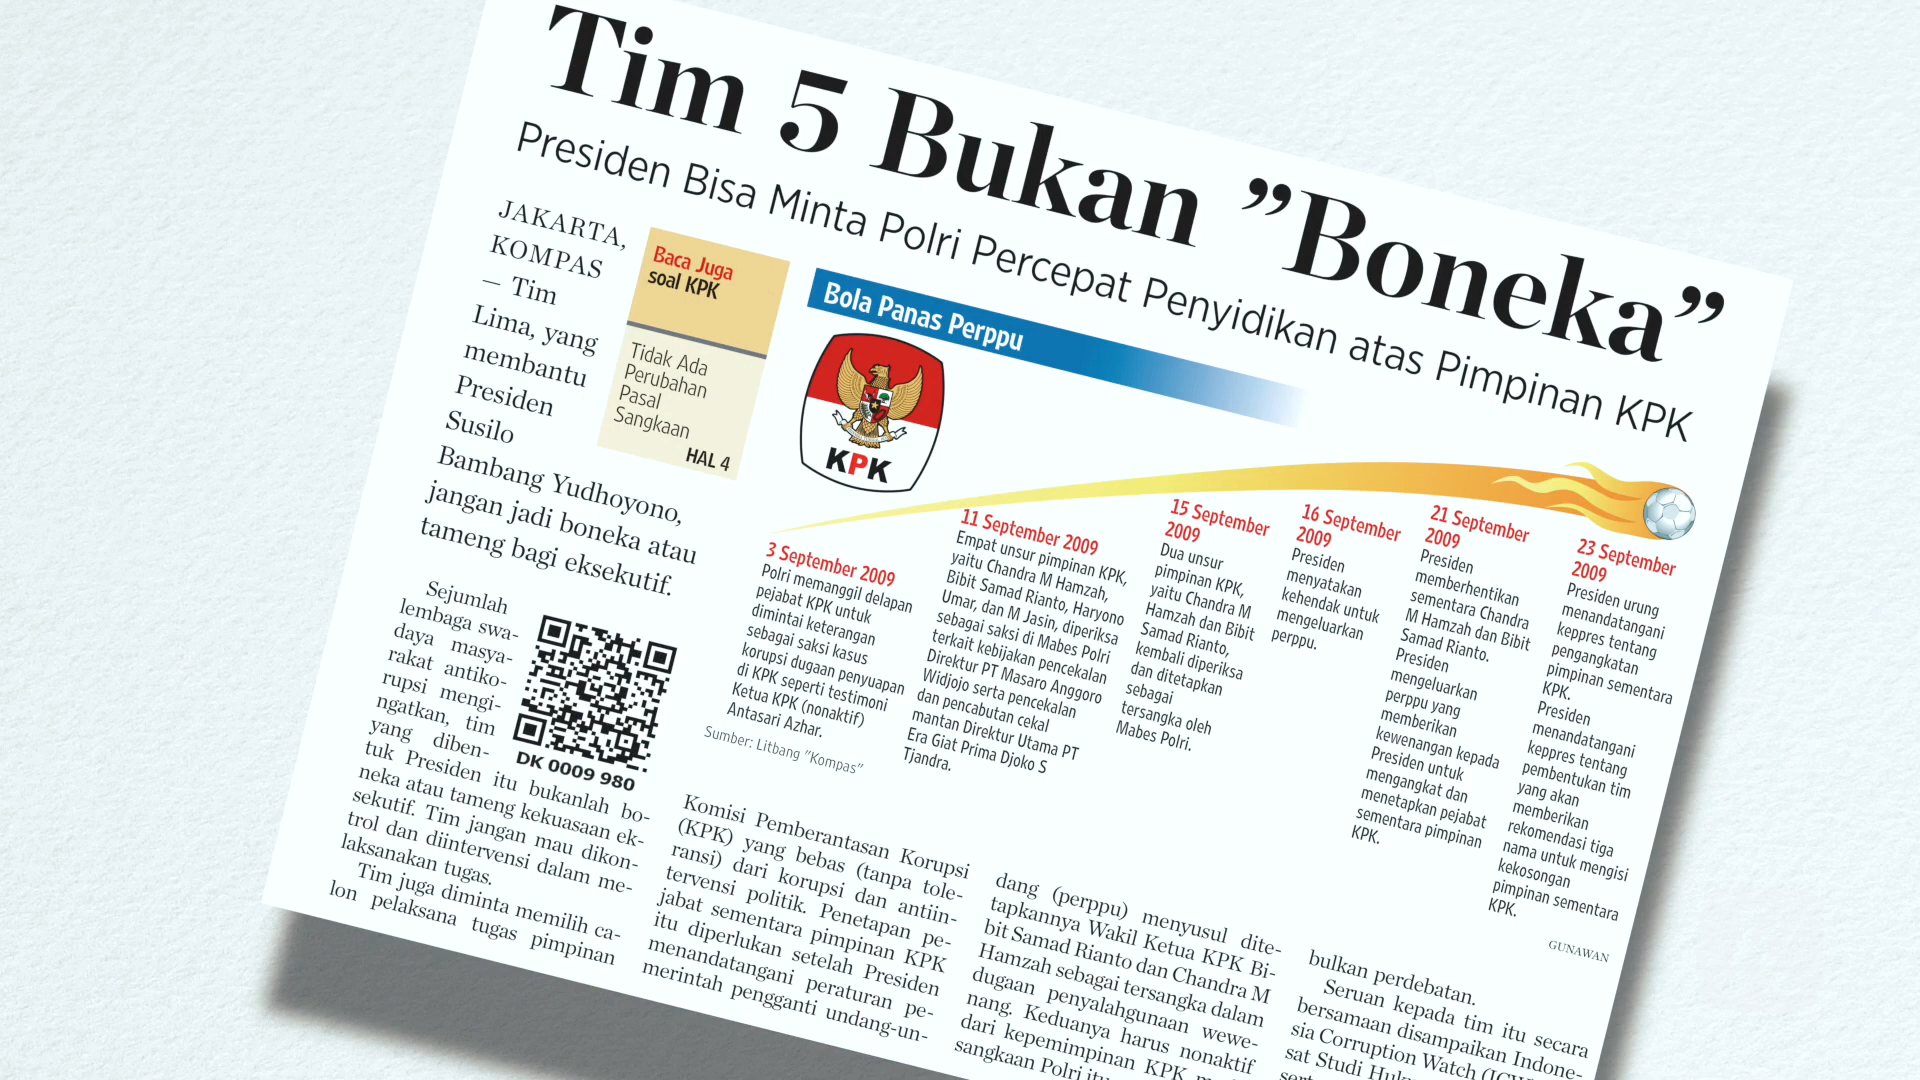 Tim 5 Bukan ”Boneka”
Presiden Bisa Minta Polri Percepat Penyidikan atas Pimpinan KPK
JAKARTA,
KOMPAS
— Tim
Lima, yang
membantu
Presiden
Susilo
Bambang Yudhoyono,
jangan jadi boneka atau
tameng bagi eksekutif.
Baca Juga
soal KPK
Tidak Ada
Perubahan
Pasal
Sangkaan
HAL 4
Sejumlah
lembaga swa-
daya masya-
rakat antiko-
rupsi mengi-
ngatkan, tim
yang diben-
tuk Presiden itu bukanlah bo-
neka atau tameng kekuasaan ek-
sekutif. Tim jangan mau dikon-
trol dan diintervensi dalam me-
laksanakan tugas.
Tim juga diminta memilih ca-
lon pelaksana tugas pimpinan
DK 0009 980
Bola Panas Perppu
KPK
3 September 2009
Polri memanggil delapan
pejabat KPK untuk
dimintai keterangan
sebagai saksi kasus
korupsi dugaan penyuapan
di KPK seperti testimoni
Ketua KPK (nonaktif)
Antasari Azhar.
11 September 2009
Empat unsur pimpinan KPK,
yaitu Chandra M Hamzah,
Bibit Samad Rianto, Haryono
Umar, dan M Jasin, diperiksa
sebagai saksi di Mabes Polri
terkait kebijakan pencekalan
Direktur PT Masaro Anggoro
Widjojo serta pencekalan
dan pencabutan cekal
mantan Direktur Utama PT
Era Giat Prima Djoko S
Tjandra.
15 September
2009
Dua unsur
pimpinan KPK,
yaitu Chandra M
Hamzah dan Bibit
Samad Rianto,
kembali diperiksa
dan ditetapkan
sebagai
tersangka oleh
Mabes Polri.
16 September
2009
Presiden
menyatakan
kehendak untuk
mengeluarkan
perppu.
21 September
2009
Presiden
memberhentikan
sementara Chandra
M Hamzah dan Bibit
Samad Rianto.
Presiden
mengeluarkan
perppu yang
memberikan
kewenangan kepada
Presiden untuk
mengangkat dan
menetapkan pejabat
sementara pimpinan
KPK.
23 September
2009
Presiden urung
menandatangani
keppres tentang
pengangkatan
pimpinan sementara
KPK.
Presiden
menandatangani
keppres tentang
pembentukan tim
yang akan
memberikan
rekomendasi tiga
nama untuk mengisi
kekosongan
pimpinan sementara
KPK.
Sumber: Litbang ”Kompas”
GUNAWAN
Komisi Pemberantasan Korupsi
(KPK) yang bebas (tanpa tole-
ransi) dari korupsi dan antiin-
tervensi politik. Penetapan pe-
jabat sementara pimpinan KPK
itu diperlukan setelah Presiden
menandatangani peraturan pe-
merintah pengganti undang-un-
dang (perppu) menyusul dite-
tapkannya Wakil Ketua KPK Bi-
bit Samad Rianto dan Chandra M
Hamzah sebagai tersangka dalam
dugaan penyalahgunaan wewe-
nang. Keduanya harus nonaktif
dari kepemimpinan KPK
sangkaan Polri itu
bulkan perdebatan.
Seruan kepada tim itu secara
bersamaan disampaikan Indone-
sia Corruption Watch (ICW),
sat Studi